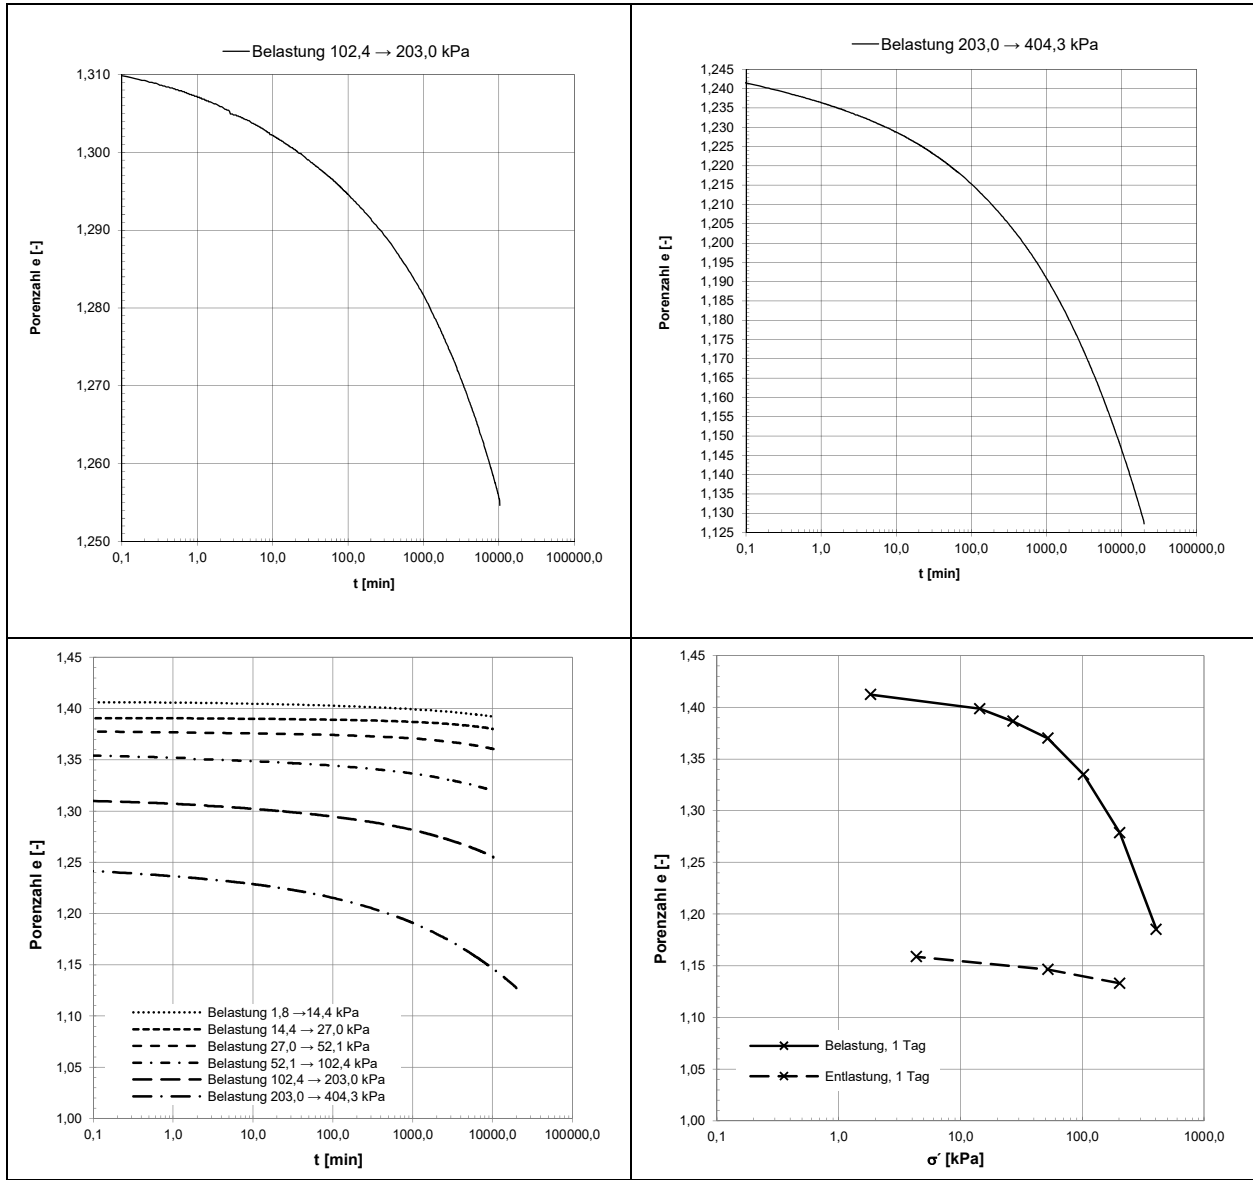 Belastung 102,4 → 203,0 kPa
1,310
1,300
1,290
1,280
1,270
1,260
1,250
0,1 1,0 10,0 100,0 1000,0 10000,0 100000,0
Porenzahl e [-]
t [min]
Belastung 203,0 → 404,3 kPa
1,245
1,240
1,235
1,230
1,225
1,220
1,215
1,210
1,205
1,200
1,195
1,190
1,185
1,180
1,175
1,170
1,165
1,160
1,155
1,150
1,145
1,140
1,135
1,130
1,125
0,1 1,0 10,0 100,0 1000,0 10000,0 100000,0
Porenzahl e [-]
t [min]
1,45
1,40
1,35
1,30
1,25
1,20
1,15
1,10
1,05
1,00
0,1 1,0 10,0 100,0 1000,0 10000,0 100000,0
Porenzahl e [-]
t [min]
Belastung 1,8 →14,4 kPa
Belastung 14,4 → 27,0 kPa
Belastung 27,0 → 52,1 kPa
Belastung 52,1 → 102,4 kPa
Belastung 102,4 → 203,0 kPa
Belastung 203,0 → 404,3 kPa
1,45
1,40
1,35
1,30
1,25
1,20
1,15
1,10
1,05
1,00
0,1 1,0 10,0 100,0 1000,0
Porenzahl e [-]
σ´ [kPa]
Belastung, 1 Tag
Entlastung, 1 Tag